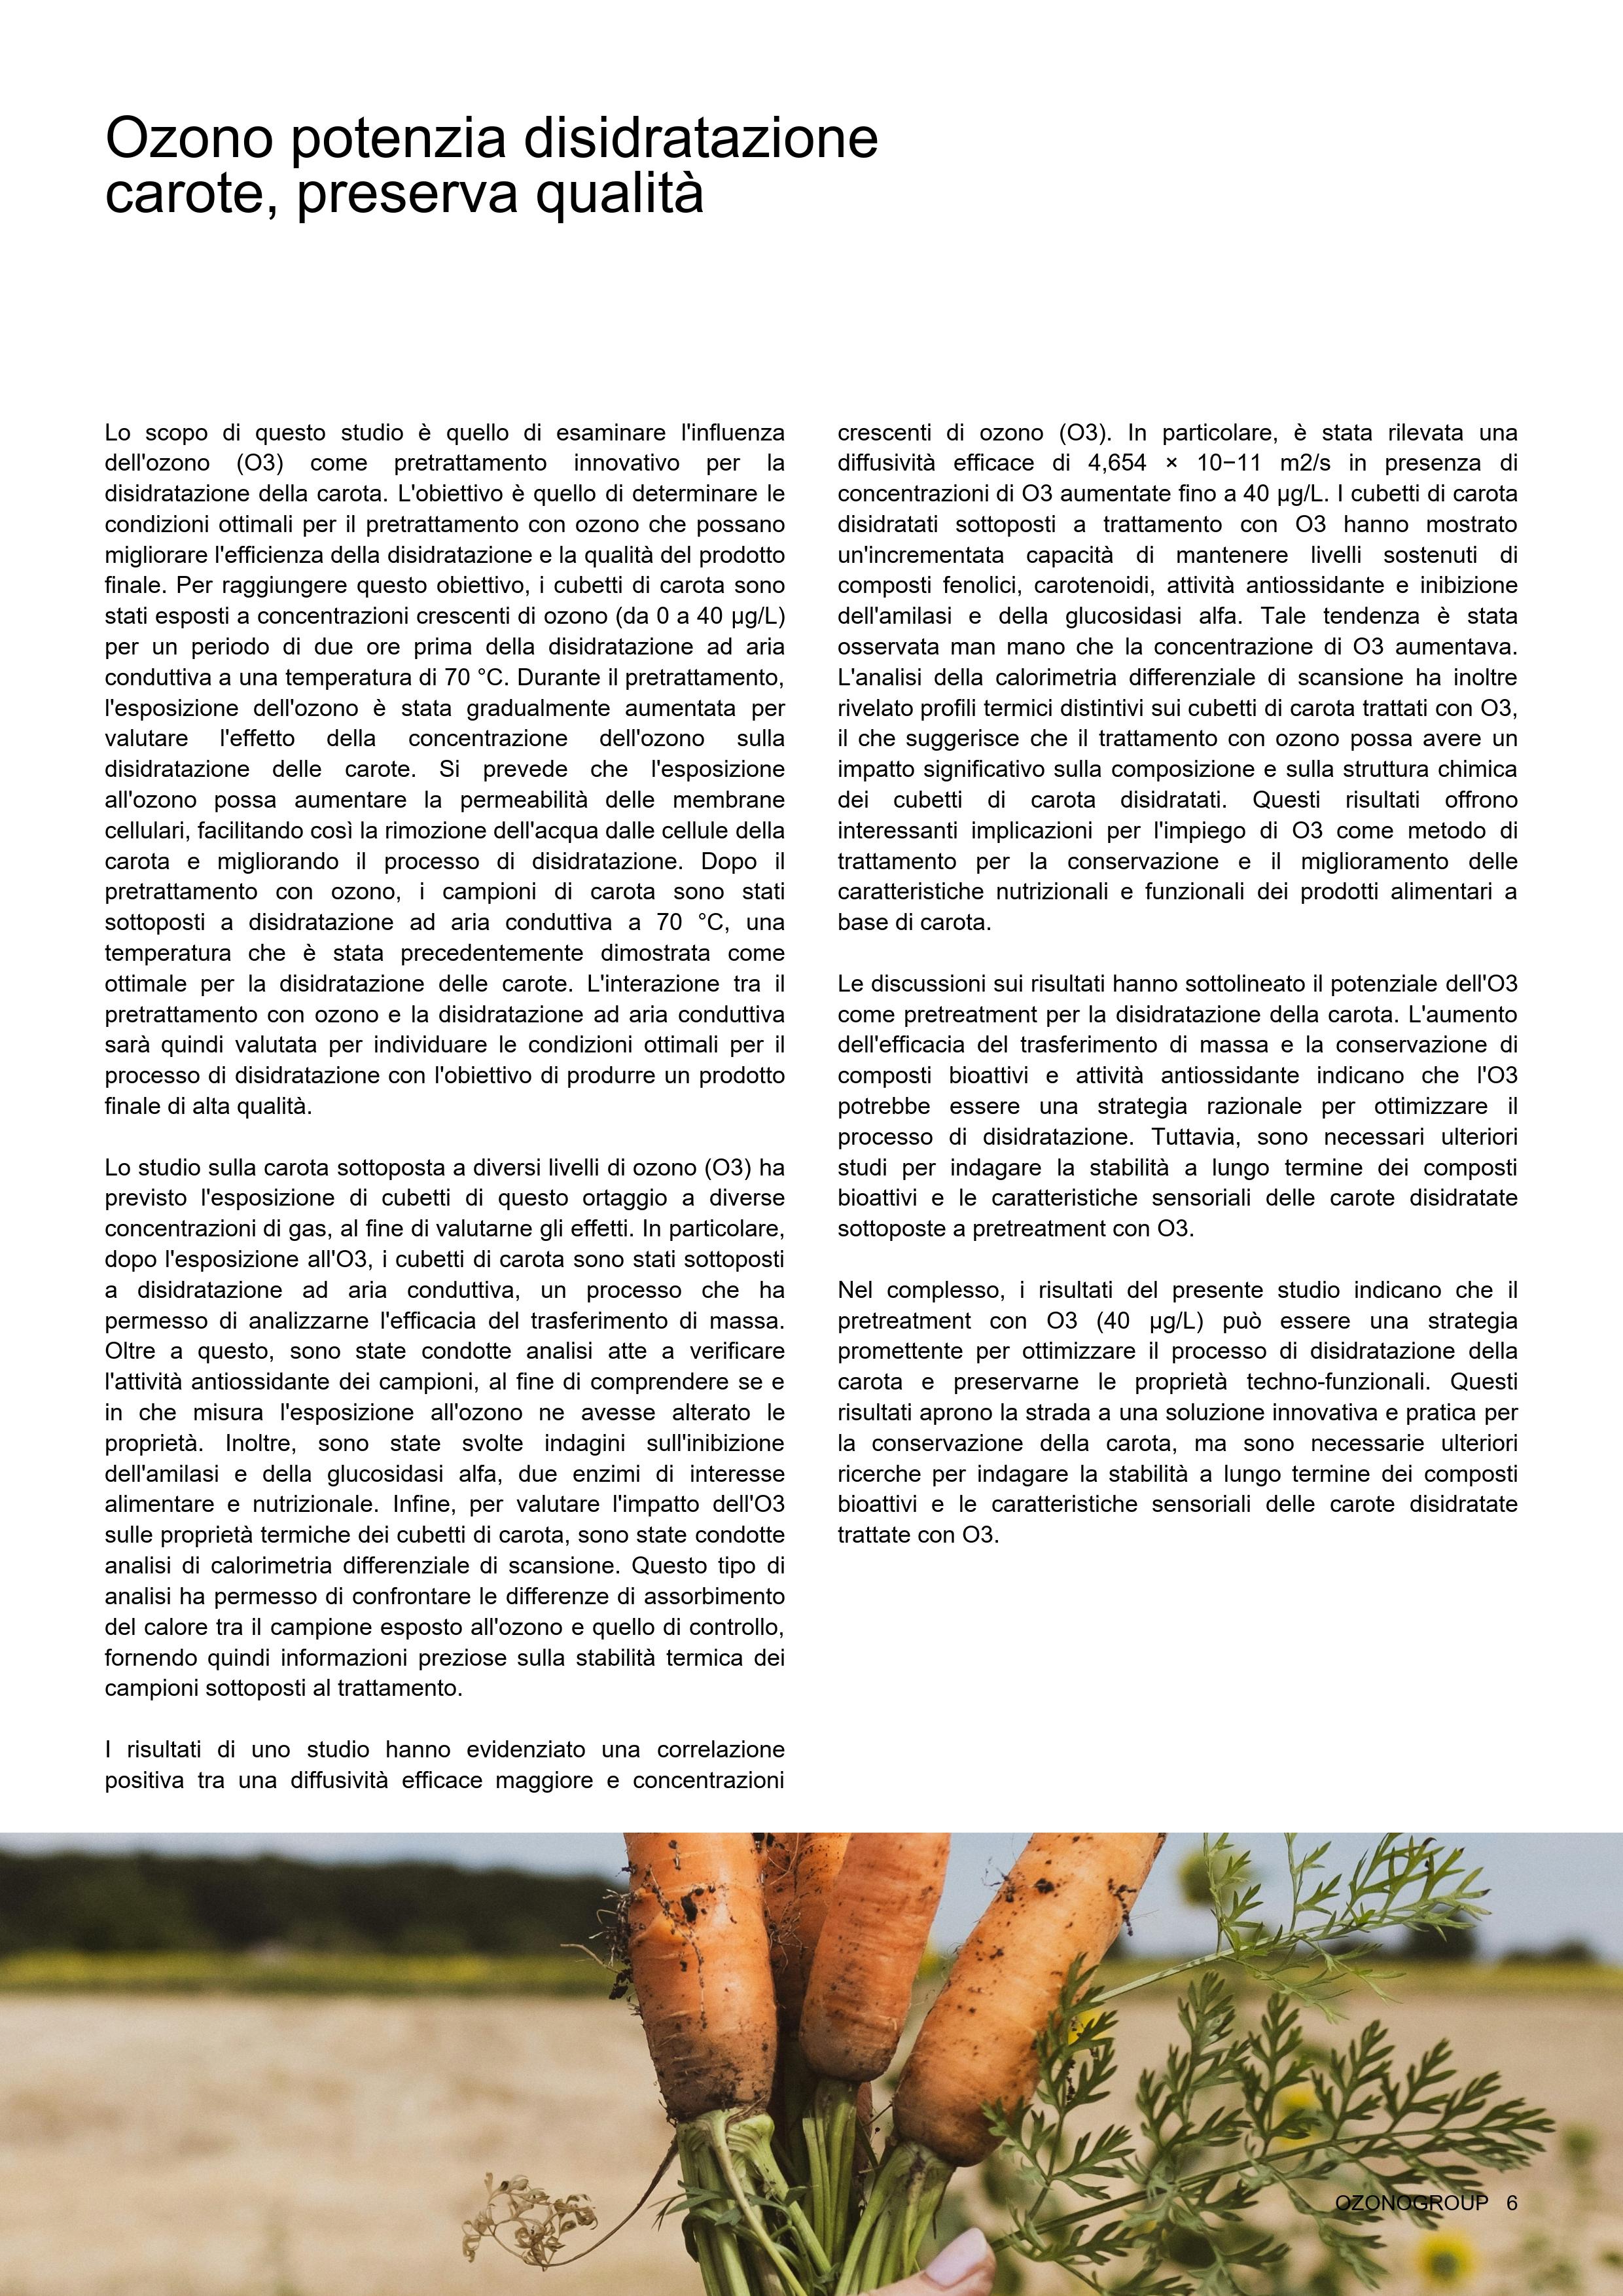 Ozono potenzia disidratazione
carote, preserva qualità
Lo scopo di questo studio è quello di esaminare l'influenza
dell'ozono (O3) come pretrattamento innovativo per la
disidratazione della carota. L'obiettivo è quello di determinare le
condizioni ottimali per il pretrattamento con ozono che possano
migliorare l'efficienza della disidratazione e la qualità del prodotto
finale. Per raggiungere questo obiettivo, i cubetti di carota sono
stati esposti a concentrazioni crescenti di ozono (da 0 a 40 µg/L)
per un periodo di due ore prima della disidratazione ad aria
conduttiva a una temperatura di 70 °C. Durante il pretrattamento,
l'esposizione dell'ozono è stata gradualmente aumentata per
valutare l'effetto della concentrazione dell'ozono sulla
disidratazione delle carote. Si prevede che l'esposizione
all'ozono possa aumentare la permeabilità delle membrane
cellulari, facilitando così la rimozione dell'acqua dalle cellule della
carota e migliorando il processo di disidratazione. Dopo il
pretrattamento con ozono, i campioni di carota sono stati
sottoposti a disidratazione ad aria conduttiva a 70 °C, una
temperatura che è stata precedentemente dimostrata come
ottimale per la disidratazione delle carote. L'interazione tra il
pretrattamento con ozono e la disidratazione ad aria conduttiva
sarà quindi valutata per individuare le condizioni ottimali per il
processo di disidratazione con l'obiettivo di produrre un prodotto
finale di alta qualità.
Lo studio sulla carota sottoposta a diversi livelli di ozono (O3) ha
previsto l'esposizione di cubetti di questo ortaggio a diverse
concentrazioni di gas, al fine di valutarne gli effetti. In particolare,
dopo l'esposizione all'O3, i cubetti di carota sono stati sottoposti
a disidratazione ad aria conduttiva, un processo che ha
permesso di analizzarne l'efficacia del trasferimento di massa.
Oltre a questo, sono state condotte analisi atte a verificare
l'attività antiossidante dei campioni, al fine di comprendere se e
in che misura l'esposizione all'ozono ne avesse alterato le
proprietà. Inoltre, sono state svolte indagini sull'inibizione
dell'amilasi e della glucosidasi alfa, due enzimi di interesse
alimentare e nutrizionale. Infine, per valutare l'impatto dell'O3
sulle proprietà termiche dei cubetti di carota, sono state condotte
analisi di calorimetria differenziale di scansione. Questo tipo di
analisi ha permesso di confrontare le differenze di assorbimento
del calore tra il campione esposto all'ozono e quello di controllo,
fornendo quindi informazioni preziose sulla stabilità termica dei
campioni sottoposti al trattamento.
I risultati di uno studio hanno evidenziato una correlazione
positiva tra una diffusività efficace maggiore e concentrazioni
crescenti di ozono (O3). In particolare, è stata rilevata una
diffusività efficace di 4,654 × 10−11 m2/s in presenza di
concentrazioni di O3 aumentate fino a 40 µg/L. I cubetti di carota
disidratati sottoposti a trattamento con O3 hanno mostrato
un'incrementata capacità di mantenere livelli sostenuti di
composti fenolici, carotenoidi, attività antiossidante e inibizione
dell'amilasi e della glucosidasi alfa. Tale tendenza è stata
osservata man mano che la concentrazione di O3 aumentava.
L'analisi della calorimetria differenziale di scansione ha inoltre
rivelato profili termici distintivi sui cubetti di carota trattati con O3,
il che suggerisce che il trattamento con ozono possa avere un
impatto significativo sulla composizione e sulla struttura chimica
dei cubetti di carota disidratati. Questi risultati offrono
interessanti implicazioni per l'impiego di O3 come metodo di
trattamento per la conservazione e il miglioramento delle
caratteristiche nutrizionali e funzionali dei prodotti alimentari a
base di carota.
Le discussioni sui risultati hanno sottolineato il potenziale dell'O3
come pretreatment per la disidratazione della carota. L'aumento
dell'efficacia del trasferimento di massa e la conservazione di
composti bioattivi e attività antiossidante indicano che l'O3
potrebbe essere una strategia razionale per ottimizzare il
processo di disidratazione. Tuttavia, sono necessari ulteriori
studi per indagare la stabilità a lungo termine dei composti
bioattivi e le caratteristiche sensoriali delle carote disidratate
sottoposte a pretreatment con O3.
Nel complesso, i risultati del presente studio indicano che il
pretreatment con O3 (40 µg/L) può essere una strategia
promettente per ottimizzare il processo di disidratazione della
carota e preservarne le proprietà techno-funzionali. Questi
risultati aprono la strada a una soluzione innovativa e pratica per
la conservazione della carota, ma sono necessarie ulteriori
ricerche per indagare la stabilità a lungo termine dei composti
bioattivi e le caratteristiche sensoriali delle carote disidratate
trattate con O3.
OZONOGROUP 6